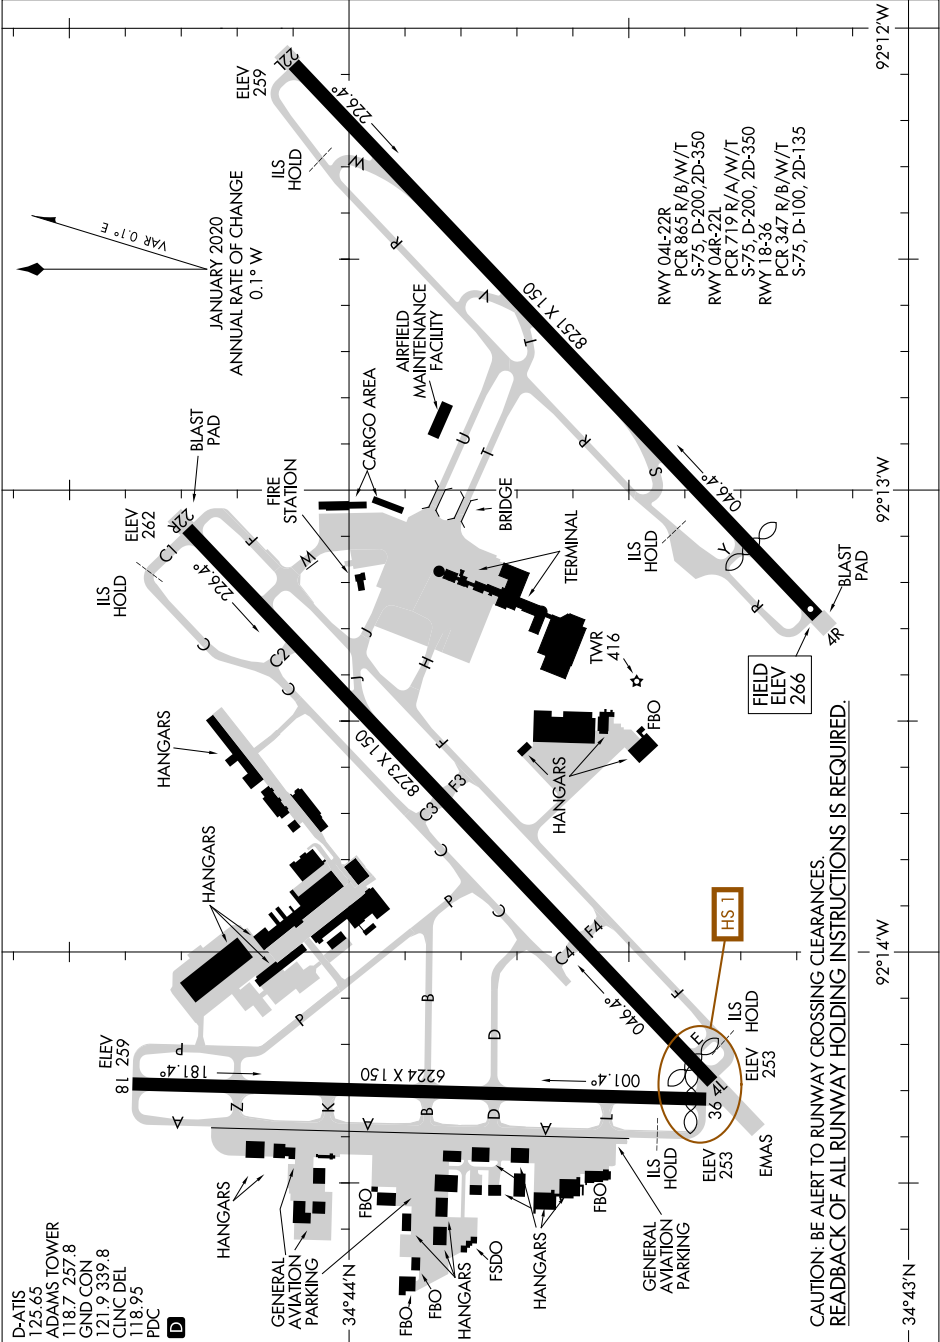 D-ATIS
125.65
ADAMS TOWER
118.7 257.8
GND CON
121.9 339.8
CLNC DEL
118.95
PDC
D
JANUARY 2020
ANNUAL RATE OF CHANGE
0.1° W
VAR 0.1° E
ELEV
259
22L
226.4°
ILS
HOLD
W
R
V
8251 X 150
T
R
S
046.4°
ILS
HOLD
Y
R
4R
BLAST
PAD
FIELD
ELEV
266
RWY 04L-22R
PCR 865 R/B/W/T
S-75, D-200, 2D-350
RWY 04R-22L
PCR 719 R/A/W/T
S-75, D-200, 2D-350
RWY 18-36
PCR 347 R/B/W/T
S-75, D-100, 2D-135
AIRFIELD
MAINTENANCE
FACILITY
CARGO AREA
U
T
BRIDGE
TERMINAL
FIRE
STATION
BLAST
PAD
ELEV
262
22R
C1
F
W
ILS
HOLD
226.4°
C
C2
C
J
J
H
8273 X 150
F
F3
C3
C
P
C
C4
F4
046.4°
F
E
ILS
HOLD
ELEV
253
4L
36
HS 1
TWR
416
FBO
HANGARS
HANGARS
HANGARS
ELEV
259
18
P
P
181.4°
A
Z
K
6224 X 150
A
B
B
D
D
A
L
001.4°
ILS
HOLD
ELEV
253
EMAS
HANGARS
GENERAL
AVIATION
PARKING
FBO
FBO
FBO
HANGARS
FSDO
HANGARS
FBO
GENERAL
AVIATION
PARKING
34°44'N
34°43'N
92°12'W
92°13'W
92°14'W
CAUTION: BE ALERT TO RUNWAY CROSSING CLEARANCES.
READBACK OF ALL RUNWAY HOLDING INSTRUCTIONS IS REQUIRED.